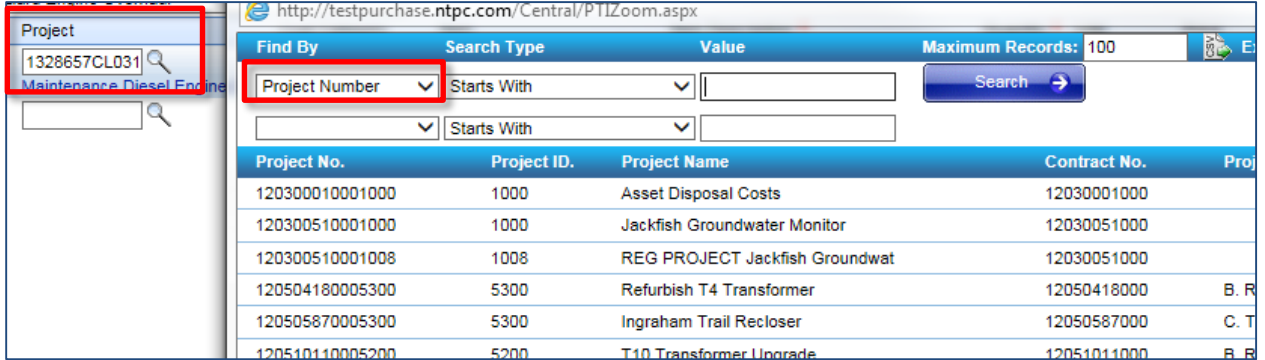 Project
1328657CL031
Maintenance Diesel Engine
http://testpurchase.ntpc.com/Central/PTIZoom.aspx
Find By Search Type Value Maximum Records: 100 CSV
Project Number Starts With Search
Starts With
Project No. Project ID. Project Name Contract No. Proj
120300010001000 1000 Asset Disposal Costs 12030001000
120300510001000 1000 Jackfish Groundwater Monitor 12030051000
120300510001008 1008 REG PROJECT Jackfish Groundwat 12030051000
120504180005300 5300 Refurbish T4 Transformer 12050418000 B. R
120505870005300 5300 Ingraham Trail Recloser 12050587000 C. T
120510110005200 5200 T10 Transformer Upgrade 12051011000 B. R